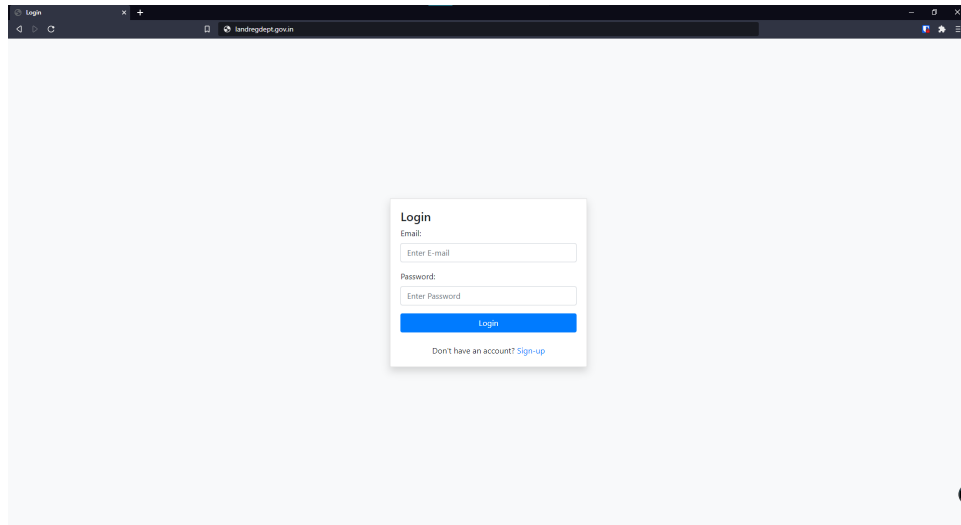 Login
landregdept.gov.in
Login
Email:
Enter E-mail
Password:
Enter Password
Login
Don't have an account? Sign-up